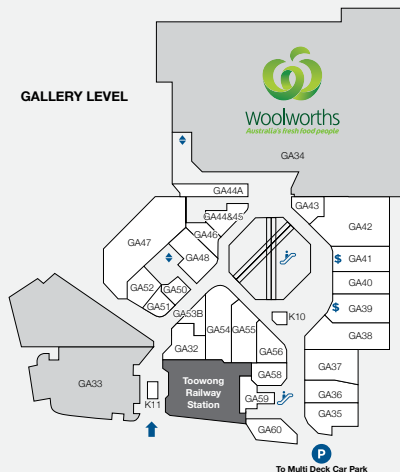 GALLERY LEVEL
Woolworths
Australia's fresh food people
GA34
GA44A
GA43
GA44&45
GA42
GA46
GA47
GA48
$ GA41
GA52
GA50
GA40
GA51
$ GA39
GA53B
K10
GA54
GA55
GA38
GA32
GA56
GA37
GA58
GA33
Toowong
Railway
Station
GA36
K11
GA59
GA35
GA60
P
To Multi Deck Car Park